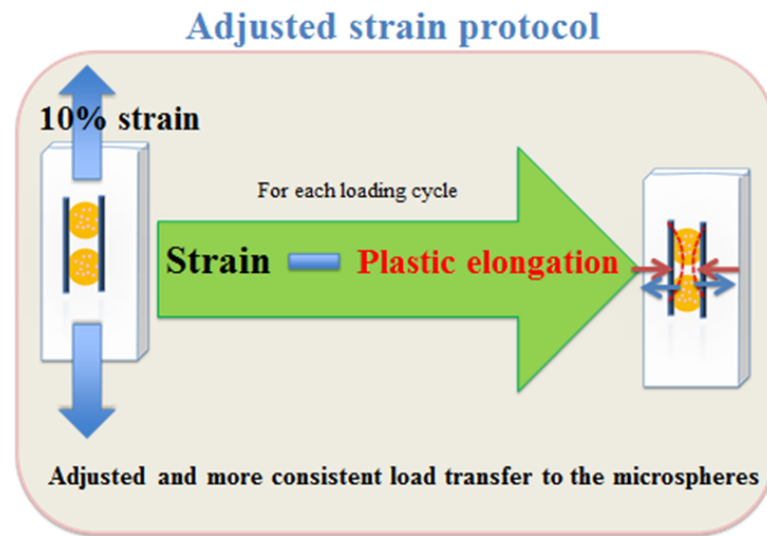 Adjusted strain protocol
10% strain
For each loading cycle
Strain Plastic elongation
Adjusted and more consistent load transfer to the microspheres